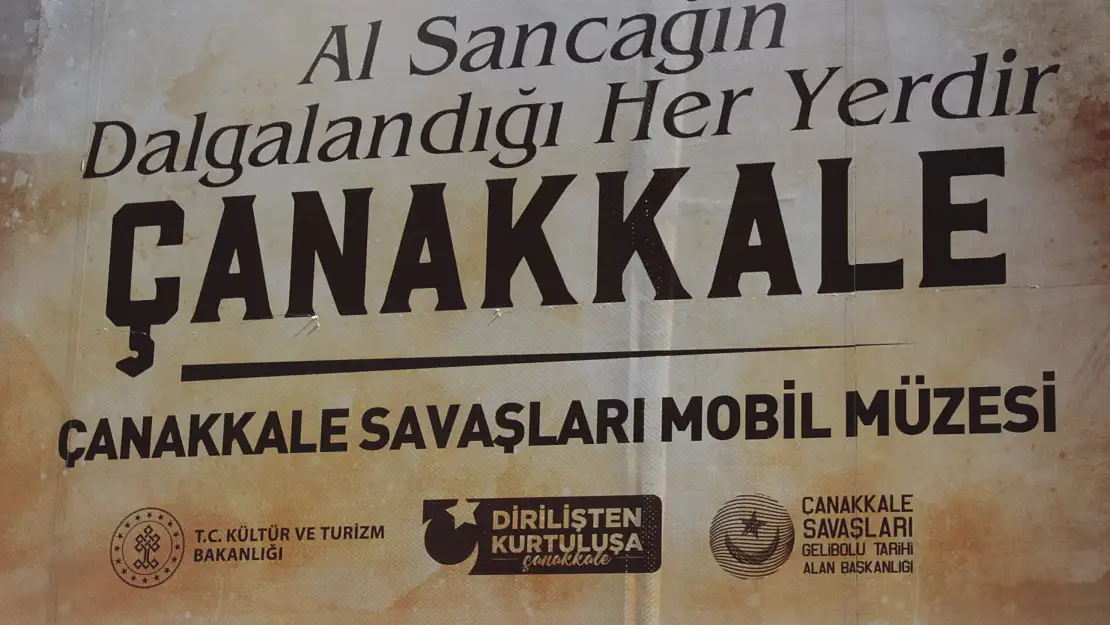 Al Sancağın
Dalgalandığı Her Yerdir
ÇANAKKALE
ÇANAKKALE SAVAŞLARI MOBİL MÜZESİ
T.C. KÜLTÜR VE TURİZM
BAKANLIĞI
DİRİLİŞTEN
KURTULUŞA
çanakkale
ÇANAKKALE
SAVAŞLARI
GELİBOLU TARİHİ
ALAN BAŞKANLIĞI